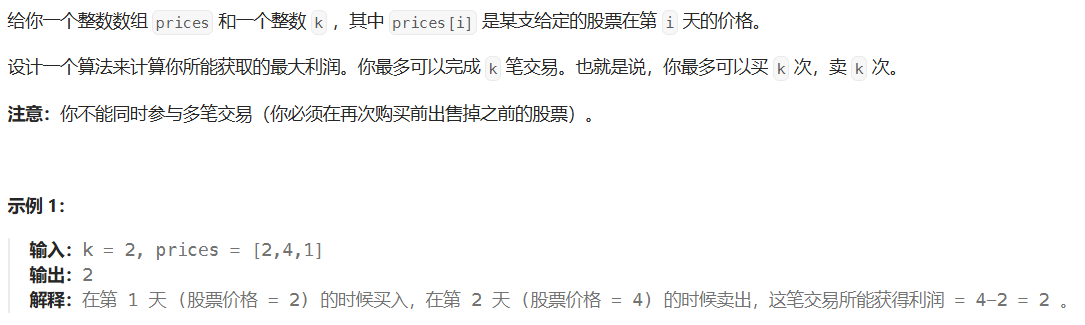 给你一个整数数组 prices 和一个整数 k ，其中 prices[i] 是某支给定的股票在第 i 天的价格。
设计一个算法来计算你所能获取的最大利润。你最多可以完成 k 笔交易。也就是说，你最多可以买 k 次，卖 k 次。
注意：你不能同时参与多笔交易（你必须在再次购买前出售掉之前的股票）。
示例 1：
输入：k = 2, prices = [2,4,1]
输出：2
解释：在第 1 天 (股票价格 = 2) 的时候买入，在第 2 天 (股票价格 = 4) 的时候卖出，这笔交易所能获得利润 = 4-2 = 2 。